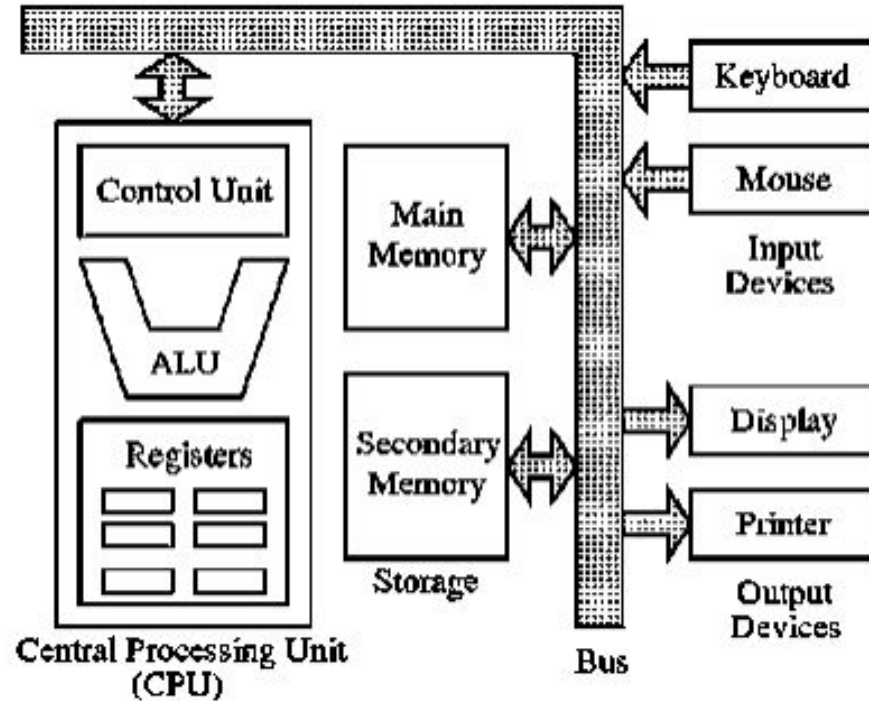 Control Unit
ALU
Registers
Central Processing Unit
(CPU)
Main
Memory
Secondary
Memory
Storage
Bus
Keyboard
Mouse
Input
Devices
Display
Printer
Output
Devices